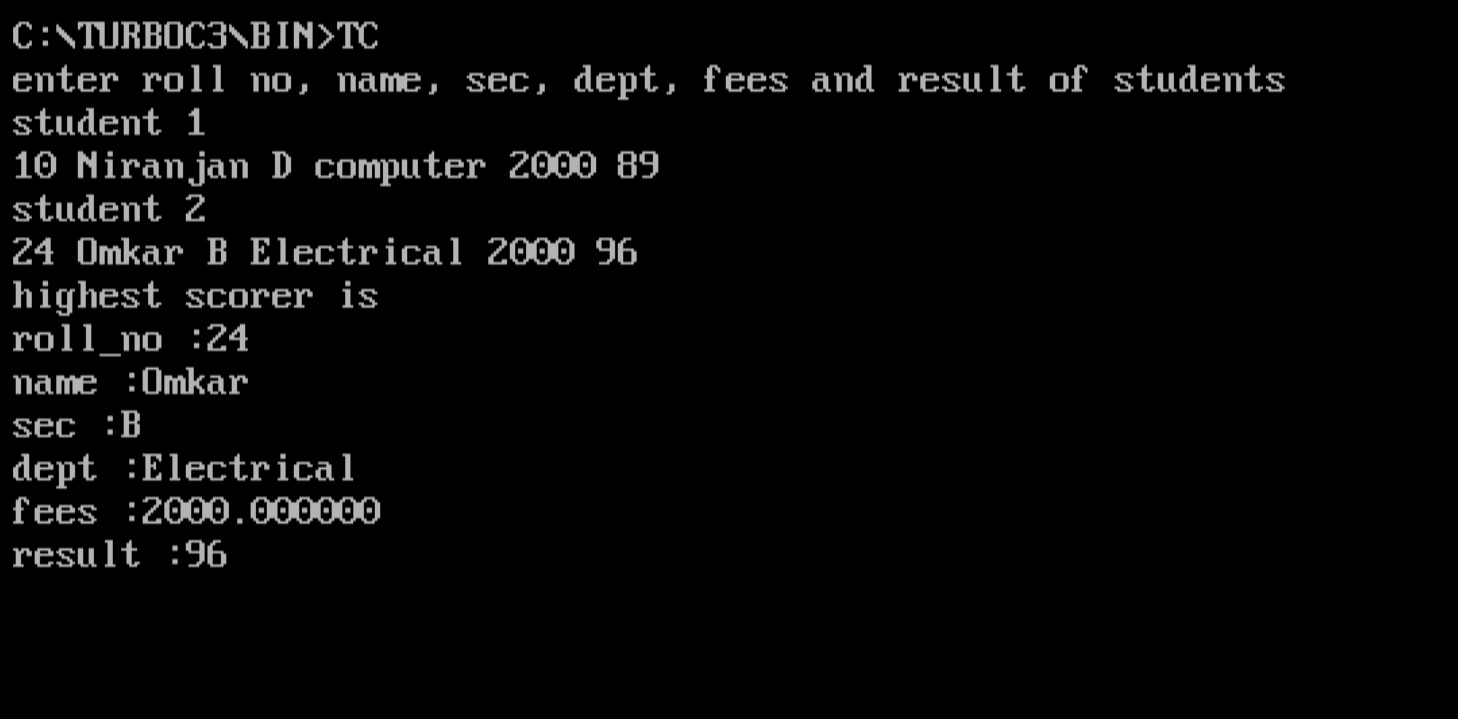 C:\TURBOC3\BIN>TC
enter roll no, name, sec, dept, fees and result of students
student 1
10 Niranjan D computer 2000 89
student 2
24 Omkar B Electrical 2000 96
highest scorer is
roll_no :24
name :Omkar
sec :B
dept :Electrical
fees :2000.000000
result :96